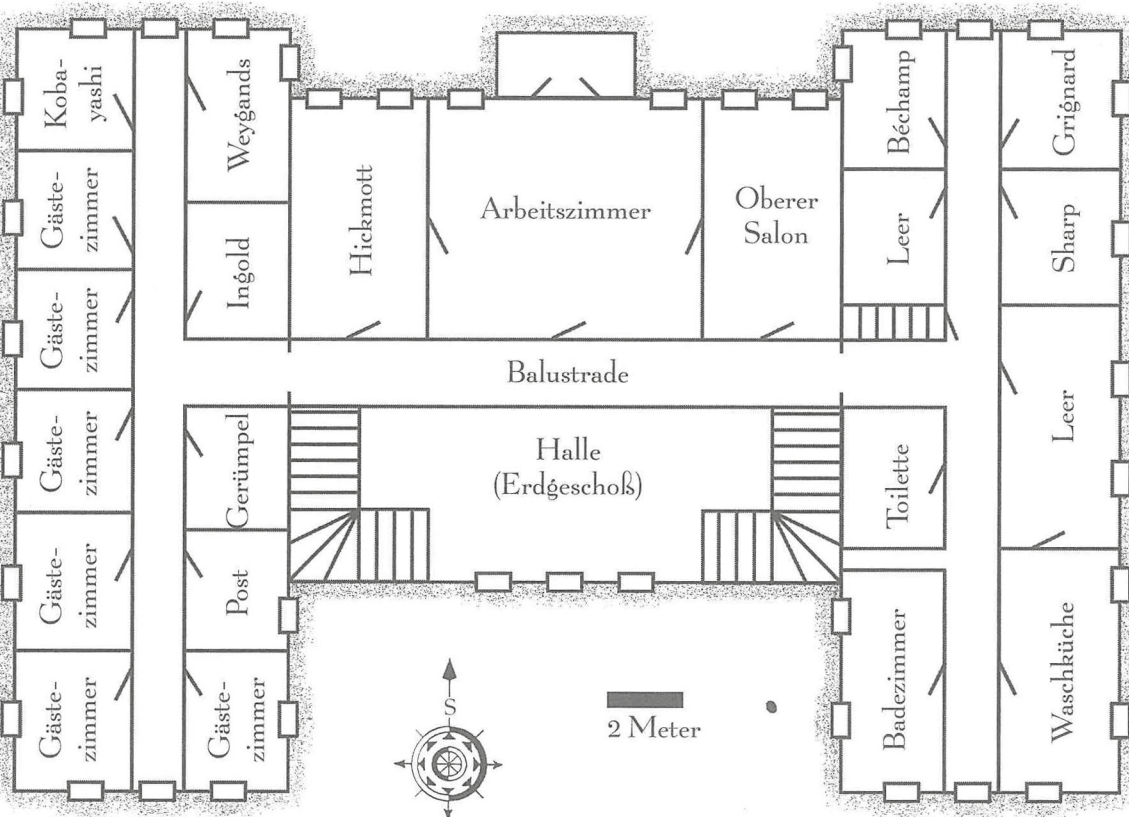 Koba-
yashi
Weygands
Gäste-
zimmer
Ingold
Gäste-
zimmer
Gäste-
zimmer
Gerümpel
Gäste-
zimmer
Post
Gäste-
zimmer
Gäste-
zimmer
Hickmott
Arbeitszimmer
Oberer
Salon
Balustrade
Halle
(Erdgeschoß)
S
2 Meter
Béchamp
Grignard
Leer
Sharp
Leer
Toilette
Badezimmer
Waschküche